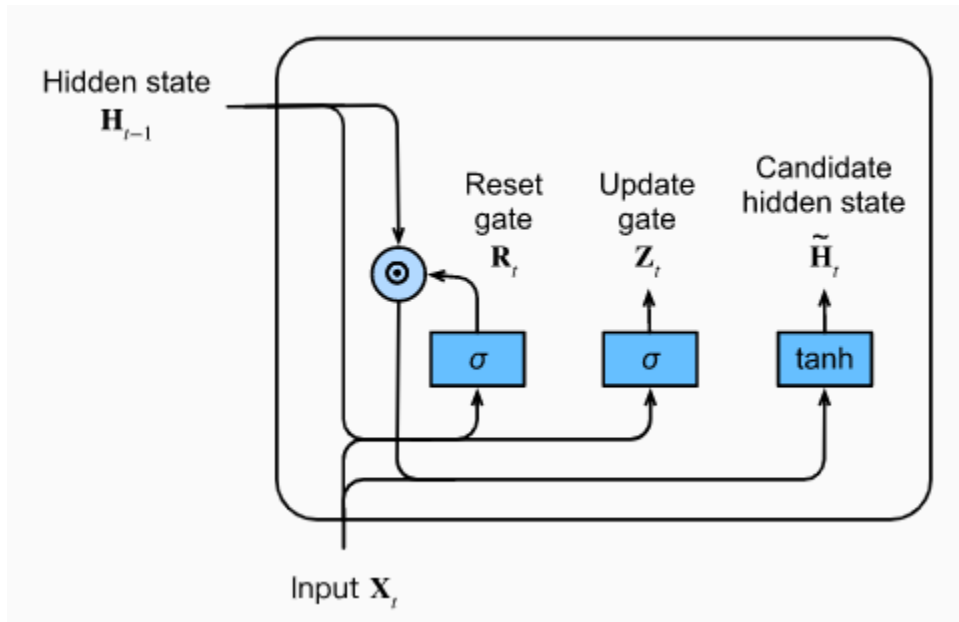 Hidden state
H_{t−1}
Reset
gate
R_t
Update
gate
Z_t
Candidate
hidden state
H̃_t
⊙
σ
σ
tanh
Input X_t